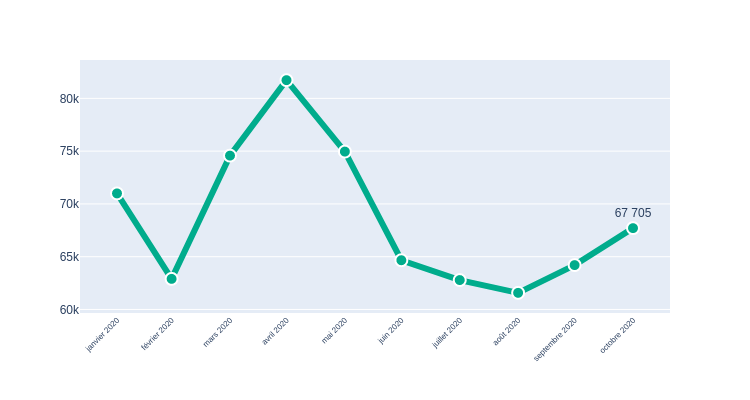 80k
75k
70k
65k
60k
67 705
janvier 2020
février 2020
mars 2020
avril 2020
mai 2020
juin 2020
juillet 2020
août 2020
septembre 2020
octobre 2020